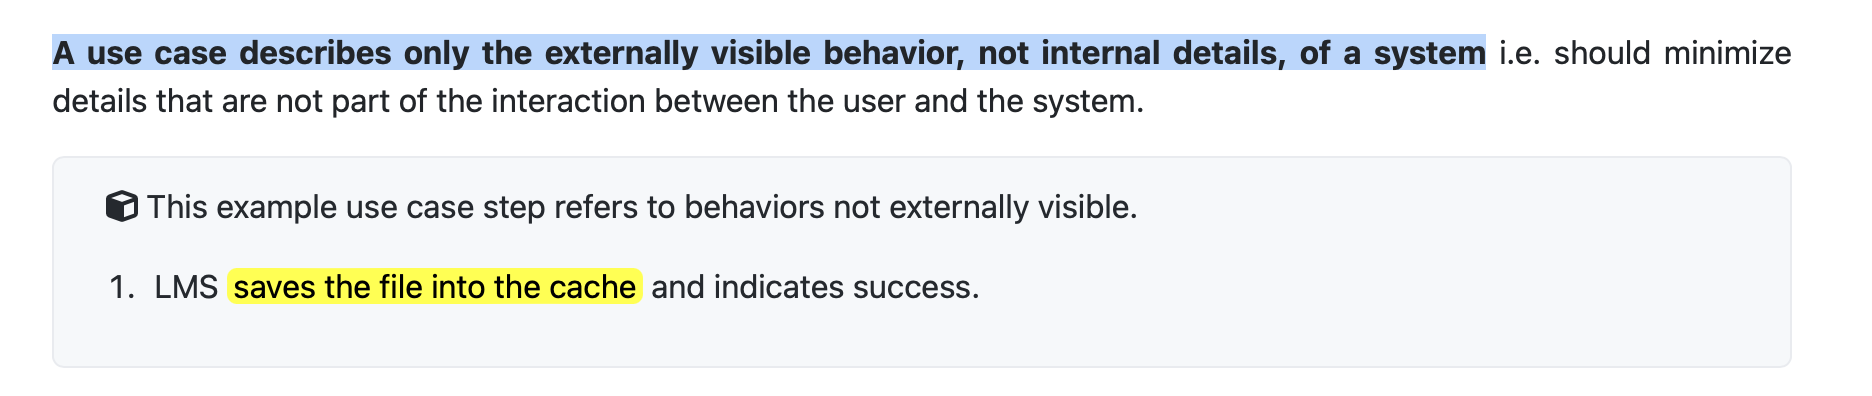 A use case describes only the externally visible behavior, not internal details, of a system i.e. should minimize
details that are not part of the interaction between the user and the system.
This example use case step refers to behaviors not externally visible.
1. LMS saves the file into the cache and indicates success.